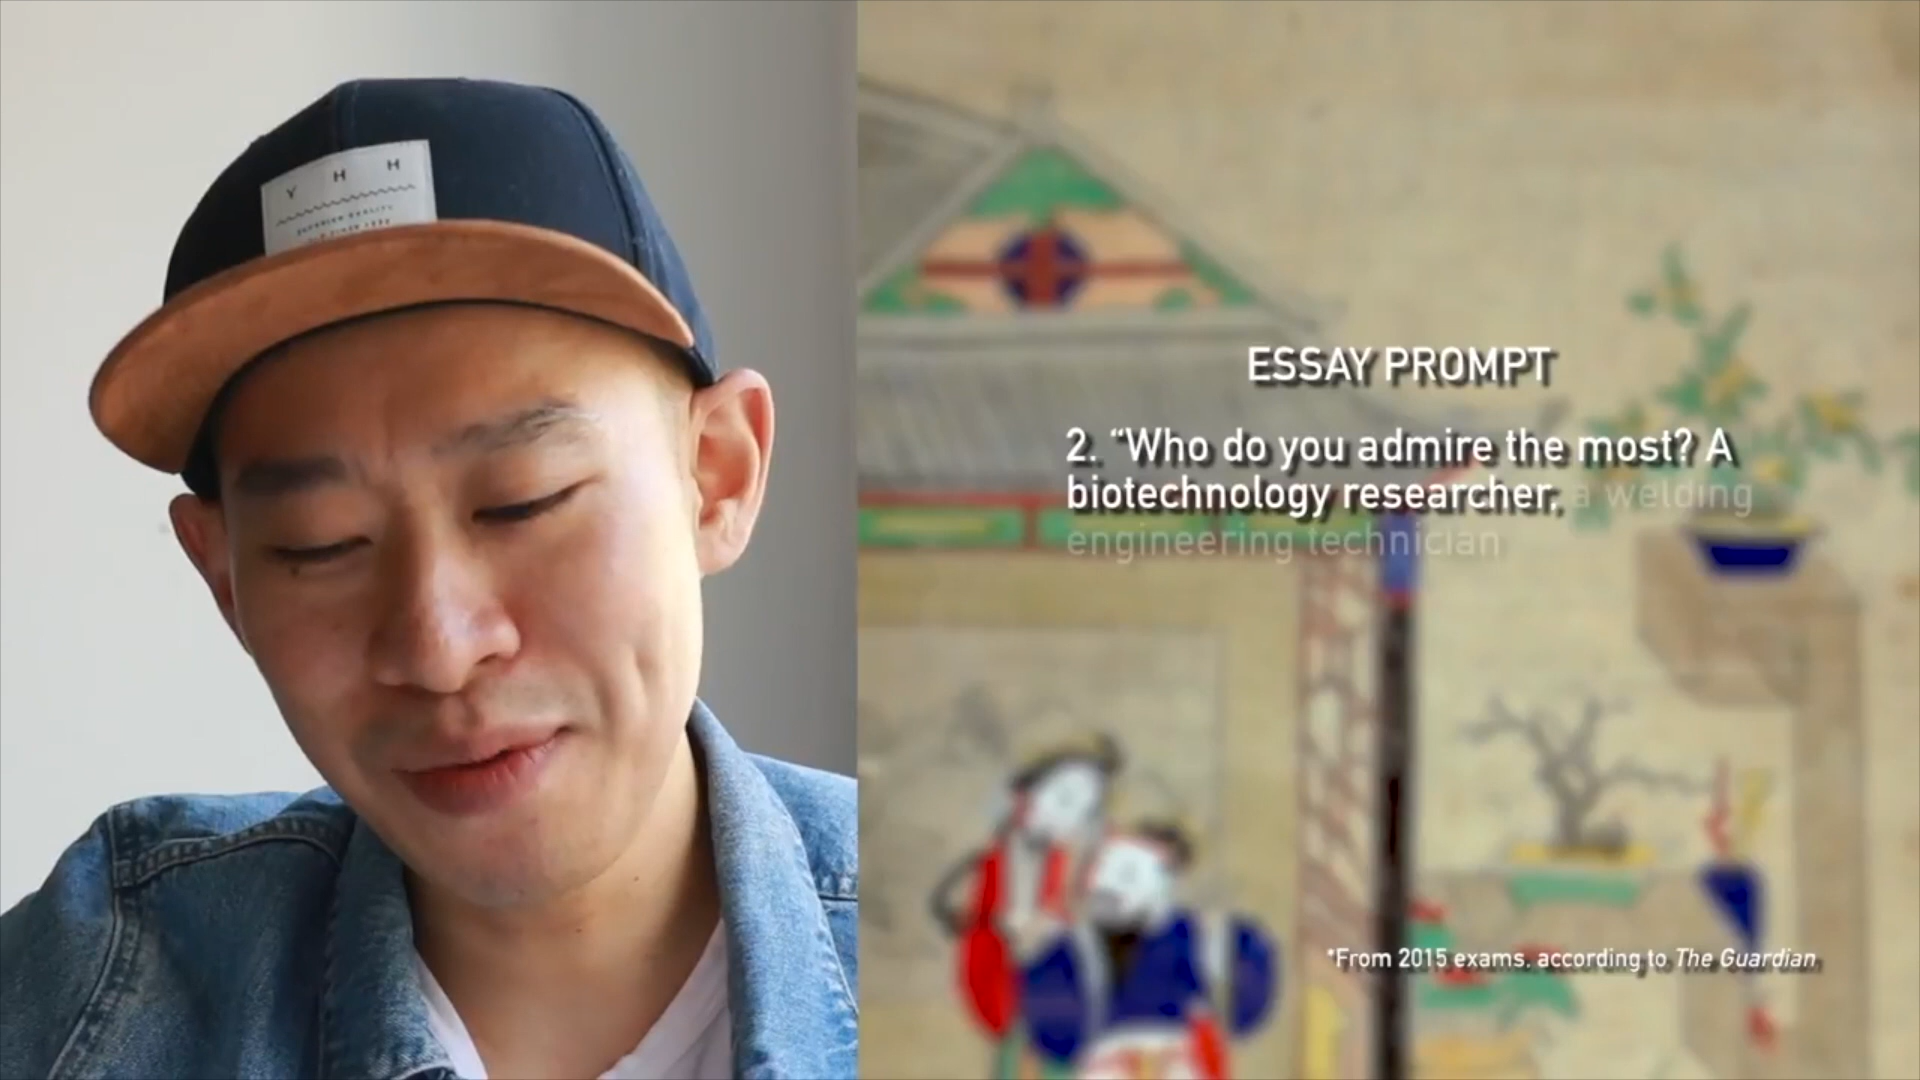 Y H H
ESSAY PROMPT
2. “Who do you admire the most? A
biotechnology researcher, a welding
engineering technician
*From 2015 exams, according to The Guardian